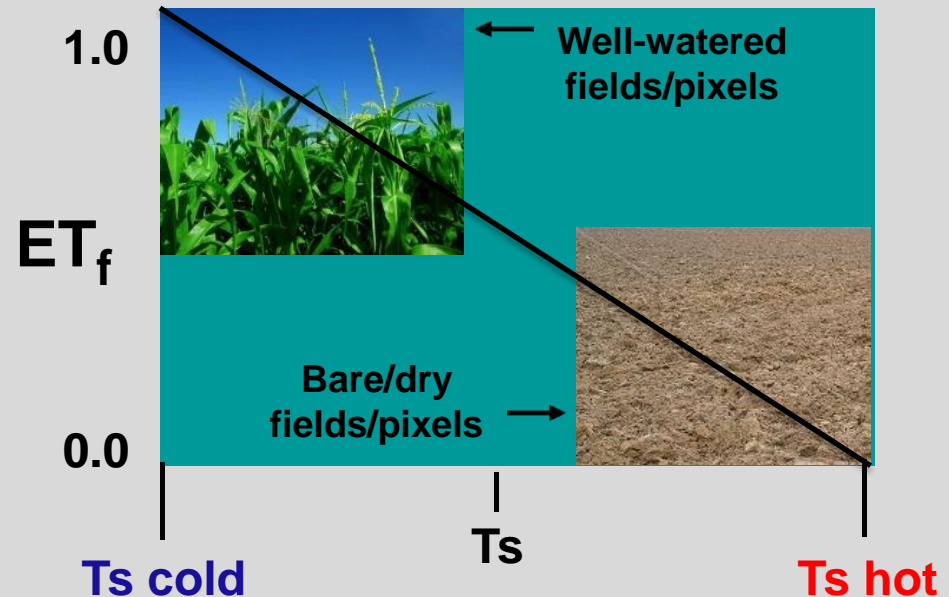 1.0
Well-watered
fields/pixels
ETf
Bare/dry
fields/pixels
0.0
Ts
Ts cold
Ts hot